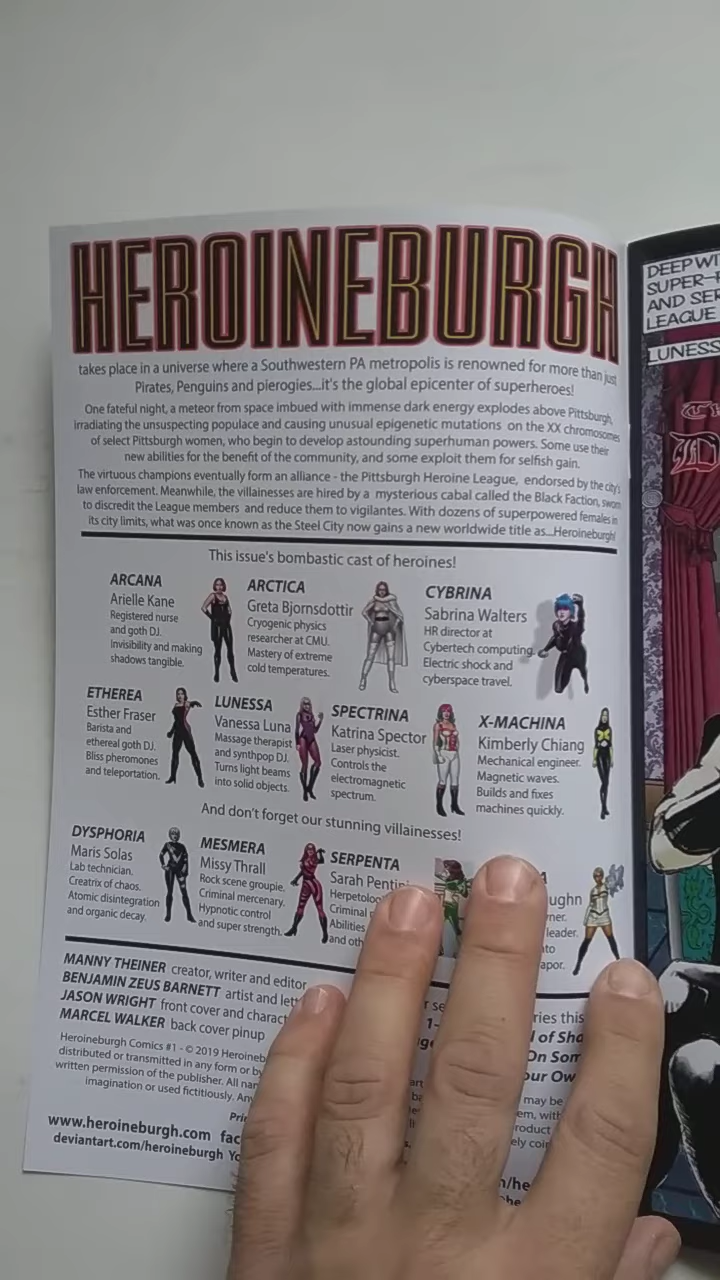 HEROINEBURGH
takes place in a universe where a Southwestern PA metropolis is renowned for more than just
Pirates, Penguins and pierogies...it's the global epicenter of superheroes!
One fateful night, a meteor from space imbued with immense dark energy explodes above Pittsburgh,
irradiating the unsuspecting populace and causing unusual epigenetic mutations on the XX chromosomes
of select Pittsburgh women, who begin to develop astounding superhuman powers. Some use their
new abilities for the benefit of the community, and some exploit them for selfish gain.
The virtuous champions eventually form an alliance - the Pittsburgh Heroine League, endorsed by the city's
law enforcement. Meanwhile, the villainesses are hired by a mysterious cabal called the Black Faction, sworn
to discredit the League members and reduce them to vigilantes. With dozens of superpowered females in
its city limits, what was once known as the Steel City now gains a new worldwide title as...Heroineburgh!
This issue's bombastic cast of heroines!
ARCANA
Arielle Kane
Registered nurse
and goth DJ.
Invisibility and making
shadows tangible.
ARCTICA
Greta Bjornsdottir
Cryogenic physics
researcher at CMU.
Mastery of extreme
cold temperatures.
CYBRINA
Sabrina Walters
HR director at
Cybertech computing.
Electric shock and
cyberspace travel.
ETHEREA
Esther Fraser
Barista and
ethereal goth DJ.
Bliss pheromones
and teleportation.
LUNESSA
Vanessa Luna
Massage therapist
and synthpop DJ.
Turns light beams
into solid objects.
SPECTRINA
Katrina Spector
Laser physicist.
Controls the
electromagnetic
spectrum.
X-MACHINA
Kimberly Chiang
Mechanical engineer.
Magnetic waves.
Builds and fixes
machines quickly.
And don't forget our stunning villainesses!
DYSPHORIA
Maris Solas
Lab technician.
Creatrix of chaos.
Atomic disintegration
and organic decay.
MESMERA
Missy Thrall
Rock scene groupie.
Criminal mercenary.
Hypnotic control
and super strength.
SERPENTA
Sarah
Criminal
Abilities
and
leader.
MANNY THEINER creator, writer and editor
BENJAMIN ZEUS BARNETT artist and
JASON WRIGHT front cover and
MARCEL WALKER back cover pinup
Heroineburgh Comics #1 - © 2019
distributed or transmitted in any form or by
written permission of the publisher. All
imagination or used fictitiously.
www.heroineburgh.com
deviantart.com/heroineburgh
this
of
On
may be
DEEP
AND
LEAGUE
LUNESS